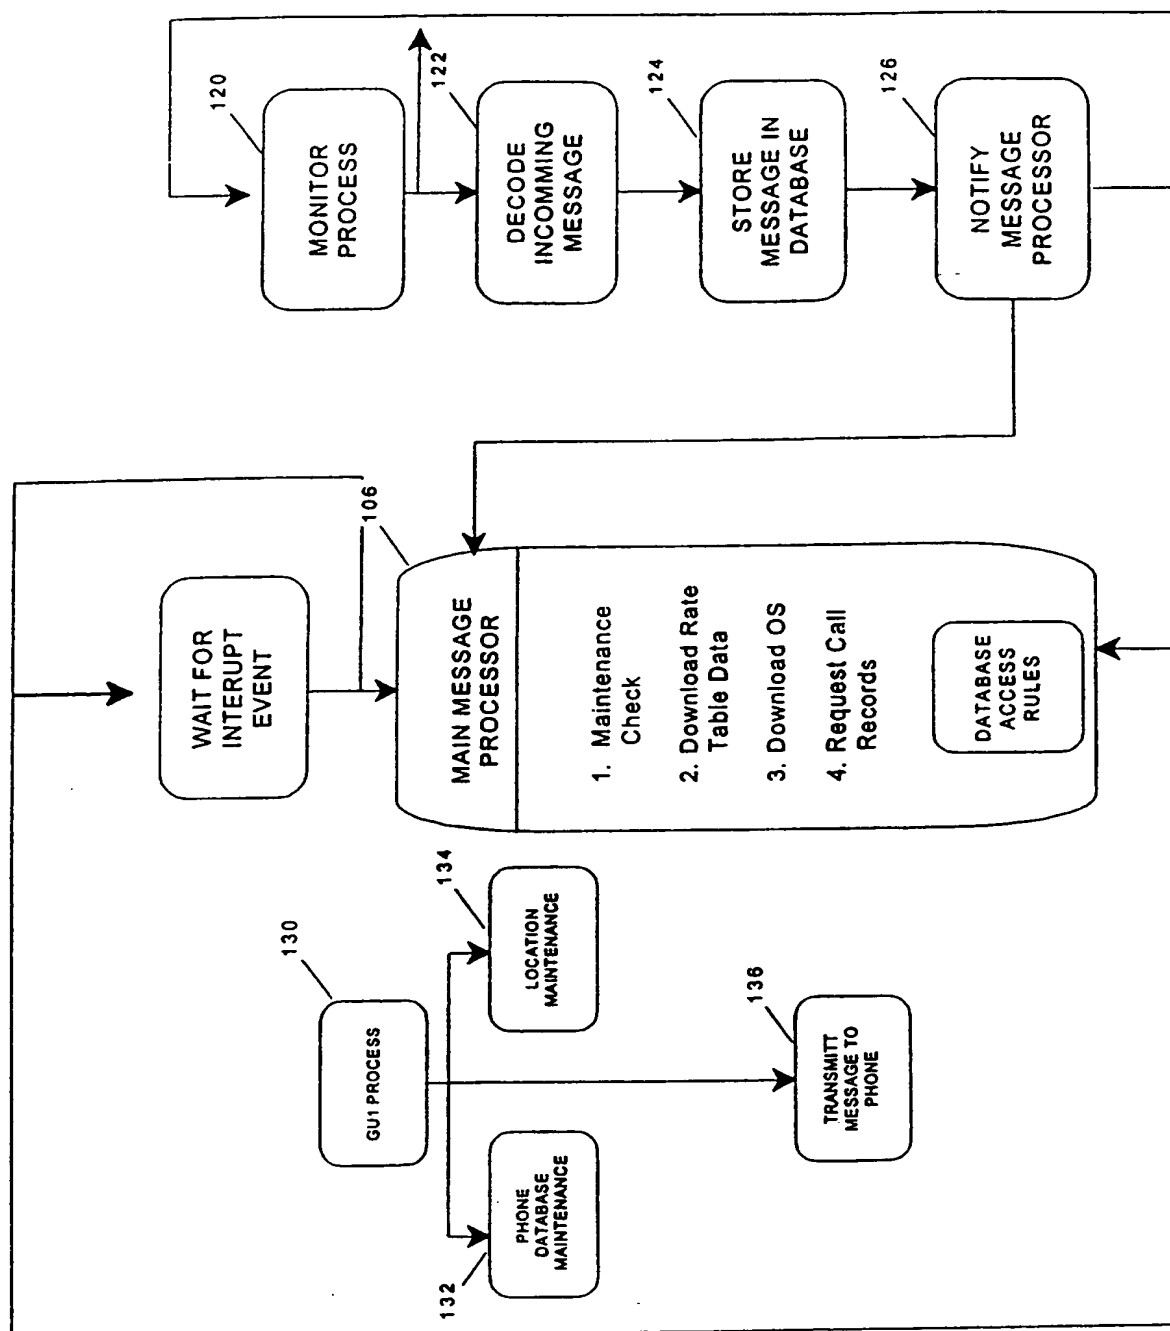 130
GU1 PROCESS
132
PHONE
DATABASE
MAINTENANCE
134
LOCATION
MAINTENANCE
136
TRANSMITT
MESSAGE TO
PHONE
WAIT FOR
INTERUPT
EVENT
106
MAIN MESSAGE
PROCESSOR
1. Maintenance
Check
2. Download Rate
Table Data
3. Download OS
4. Request Call
Records
DATABASE
ACCESS
RULES
120
MONITOR
PROCESS
122
DECODE
INCOMMING
MESSAGE
124
STORE
MESSAGE IN
DATABASE
126
NOTIFY
MESSAGE
PROCESSOR